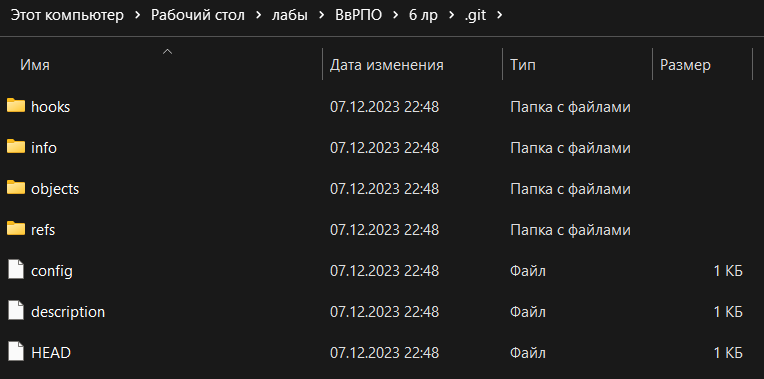 Этот компьютер > Рабочий стол > лабы > ВвРПО > 6 лр > .git >
Имя Дата изменения Тип Размер
hooks 07.12.2023 22:48 Папка с файлами
info 07.12.2023 22:48 Папка с файлами
objects 07.12.2023 22:48 Папка с файлами
refs 07.12.2023 22:48 Папка с файлами
config 07.12.2023 22:48 Файл 1 КБ
description 07.12.2023 22:48 Файл 1 КБ
HEAD 07.12.2023 22:48 Файл 1 КБ